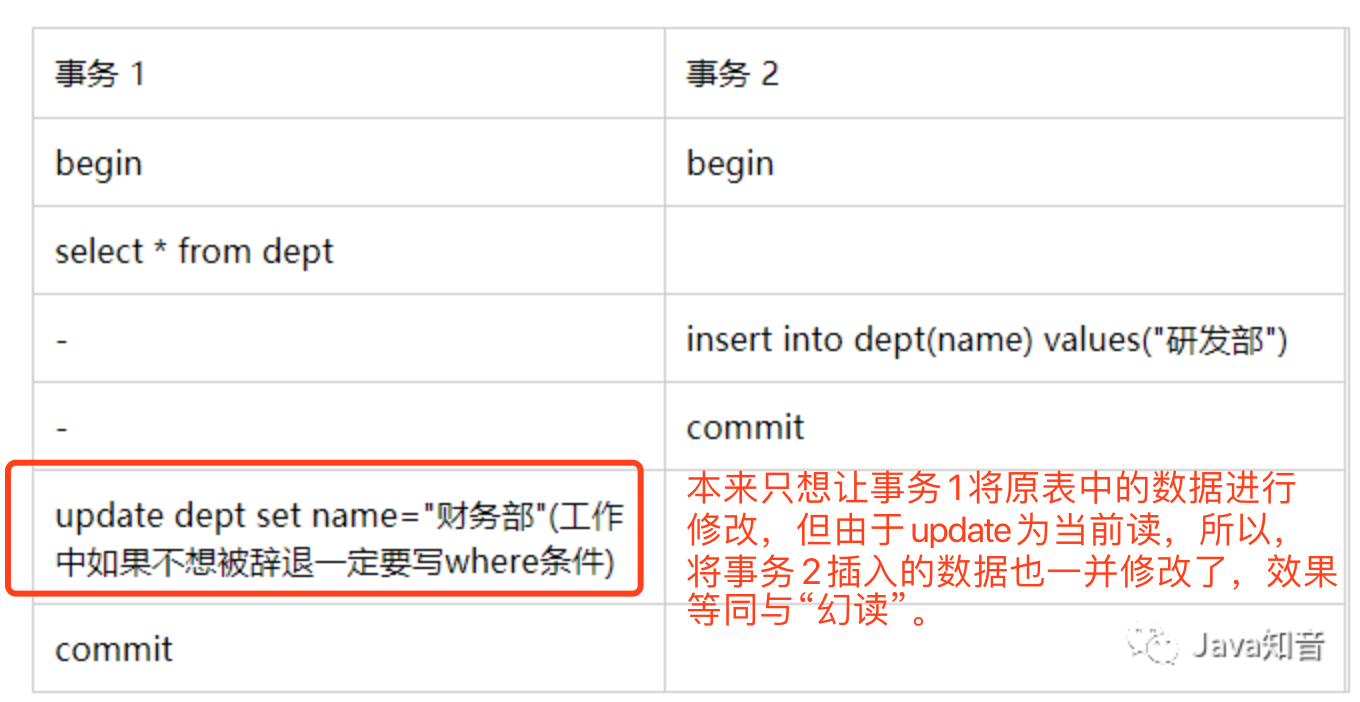 事务 1 事务 2
begin begin
select * from dept
- insert into dept(name) values("研发部")
- commit
update dept set name="财务部"(工作
中如果不想被辞退一定要写where条件)
本来只想让事务1将原表中的数据进行
修改，但由于update为当前读，所以，
将事务2插入的数据也一并修改了，效果
等同与“幻读”。
commit
Java知音